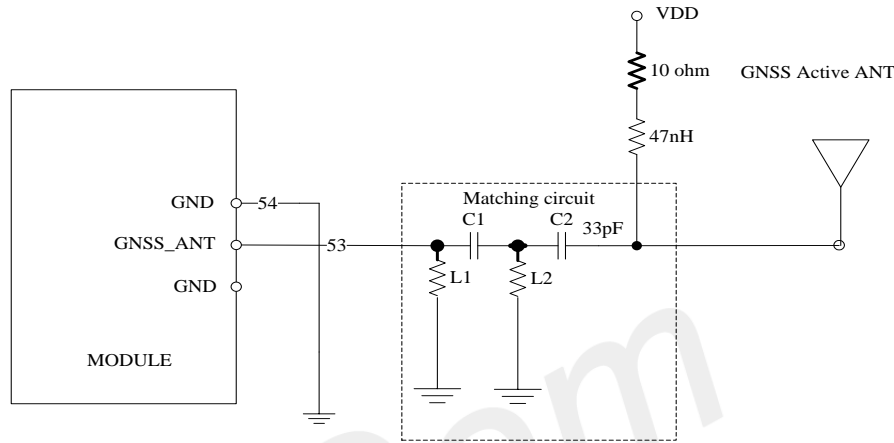 VDD
10 ohm
GNSS Active ANT
47nH
Matching circuit
GND
54
C1
C2
33pF
GNSS_ANT
53
L1
L2
GND
MODULE